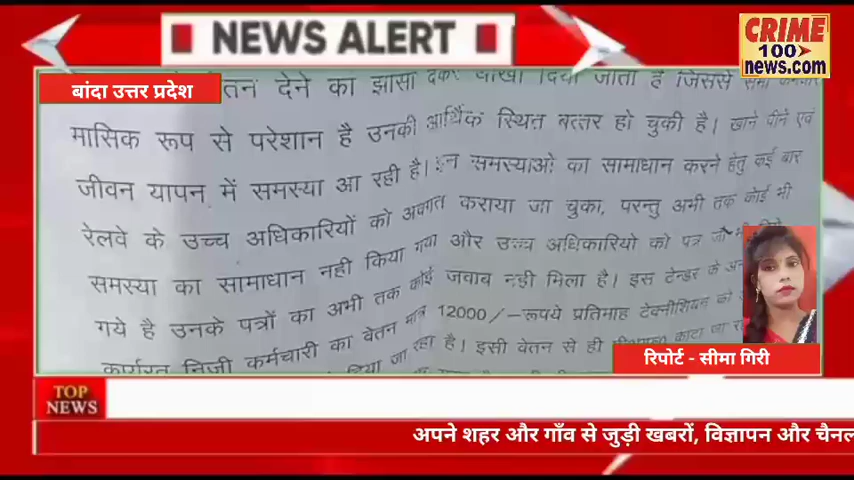 NEWS ALERT
CRIME
100
news.com
बांदा उत्तर प्रदेश
तन देने का झासा देकर धोखा दिया जाता है जिससे सभी
मासिक रूप से परेशान है उनकी आर्थिक स्थित बत्तर हो चुकी है। खाने पीने एवं
जीवन यापन में समस्या आ रही है। इन समस्याओ का सामाधान करने हेतु कई बार
रेलवे के उच्च अधिकारियों को अवगत कराया जा चुका, परन्तु अभी तक कोई भी
समस्या का सामाधान नही किया गया और उच्च अधिकारियो को पत्र जो भी
गये है उनके पत्रों का अभी तक कोई जवाब नही मिला है। इस टेन्डर के
कार्यरत निजी कर्मचारी का वेतन मात्र 12000/-रूपये प्रतिमाह टेक्नीशियन को
जा रहा है। इसी वेतन से ही काटा जा
रिपोर्ट - सीमा गिरी
TOP
NEWS
अपने शहर और गाँव से जुड़ी खबरों, विज्ञापन और चैनल